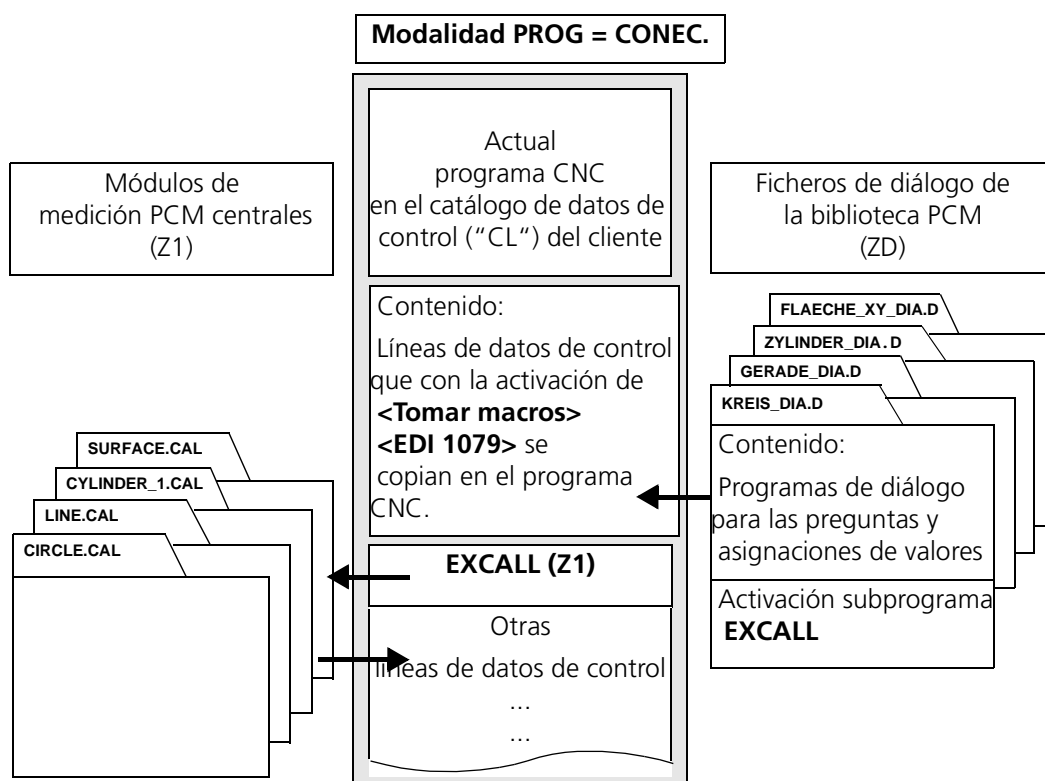 Modalidad PROG = CONEC.
Módulos de
medición PCM centrales
(Z1)
SURFACE.CAL
CYLINDER_1.CAL
LINE.CAL
CIRCLE.CAL
Actual
programa CNC
en el catálogo de datos de
control (“CL“) del cliente
Contenido:
Líneas de datos de control
que con la activación de
<Tomar macros>
<EDI 1079> se
copian en el programa
CNC.
EXCALL (Z1)
Otras
líneas de datos de control
...
...
Ficheros de diálogo de
la biblioteca PCM
(ZD)
FLAECHE_XY_DIA.D
ZYLINDER_DIA.D
GERADE_DIA.D
KREIS_DIA.D
Contenido:
Programas de diálogo
para las preguntas y
asignaciones de valores
Activación subprograma
EXCALL